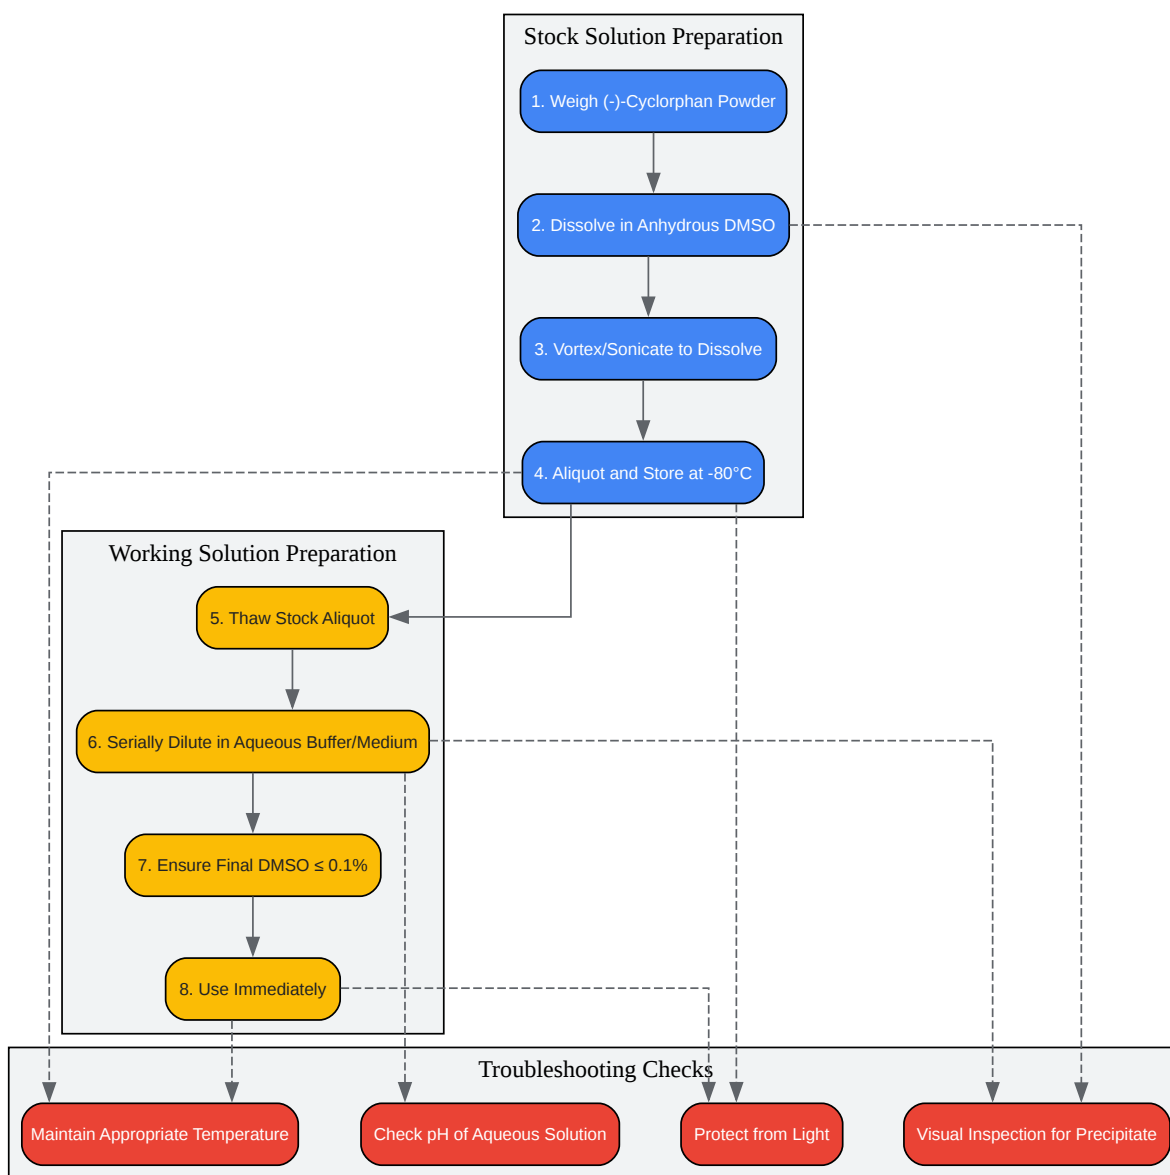 Stock Solution Preparation
1. Weigh (-)-Cyclorphan Powder
2. Dissolve in Anhydrous DMSO
3. Vortex/Sonicate to Dissolve
4. Aliquot and Store at -80°C
Working Solution Preparation
5. Thaw Stock Aliquot
6. Serially Dilute in Aqueous Buffer/Medium
7. Ensure Final DMSO ≤ 0.1%
8. Use Immediately
Troubleshooting Checks
Maintain Appropriate Temperature
Check pH of Aqueous Solution
Protect from Light
Visual Inspection for Precipitate